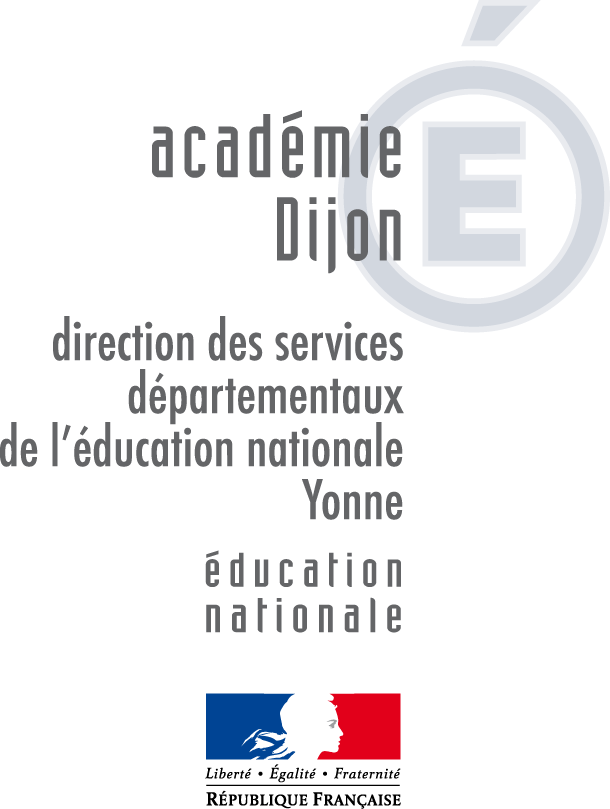 É
académie
Dijon
direction des services
départementaux
de l'éducation nationale
Yonne
éducation
nationale
Liberté • Égalité • Fraternité
RÉPUBLIQUE FRANÇAISE